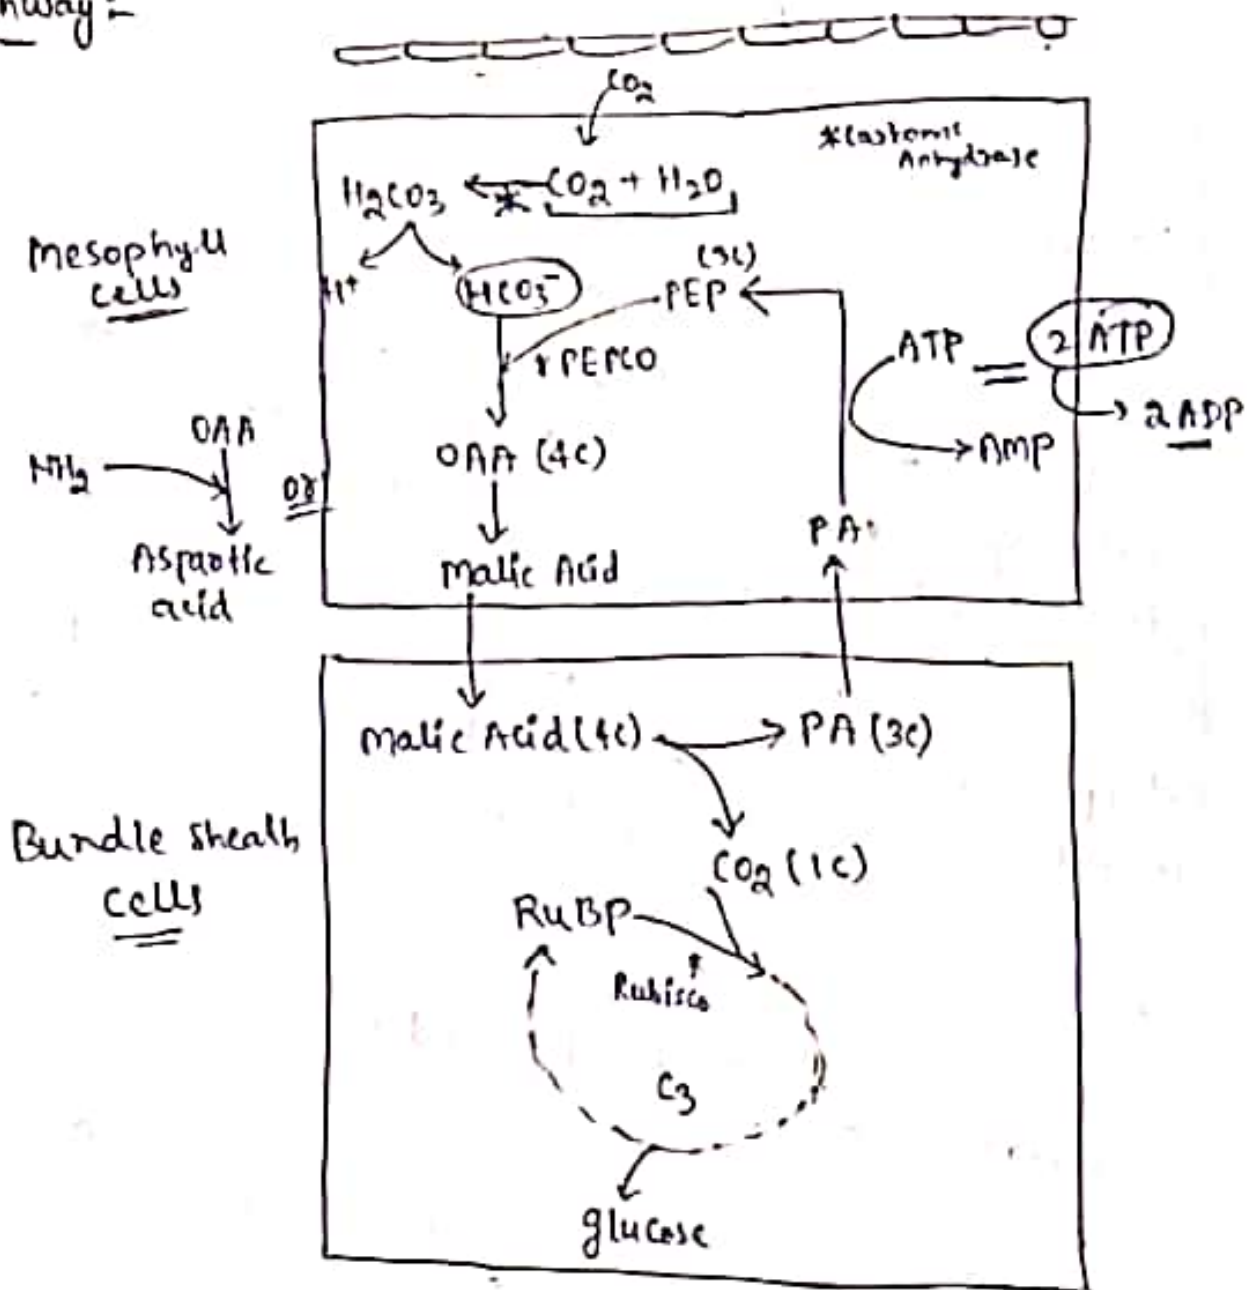 CO2
*Carbonic
Anhydrase
H2CO3 ← * CO2 + H2O
Mesophyll
cells
H+
HCO3-
PEP
(3C)
PEPCO
ATP = 2 ATP
2 ADP
AMP
OAA
NH2
or
OAA (4C)
PA
Aspartic
acid
Malic Acid
Malic Acid (4C) → PA (3C)
Bundle sheath
cells
CO2 (1C)
RuBP
Rubisco
C3
glucose